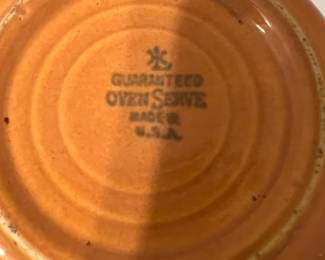 GUARANTEED
OVEN SERVE
MADE IN
U.S.A.